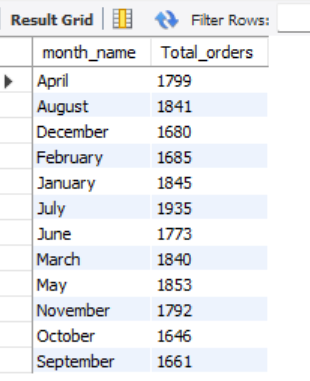 Result Grid Filter Rows:
month_name Total_orders
April 1799
August 1841
December 1680
February 1685
January 1845
July 1935
June 1773
March 1840
May 1853
November 1792
October 1646
September 1661